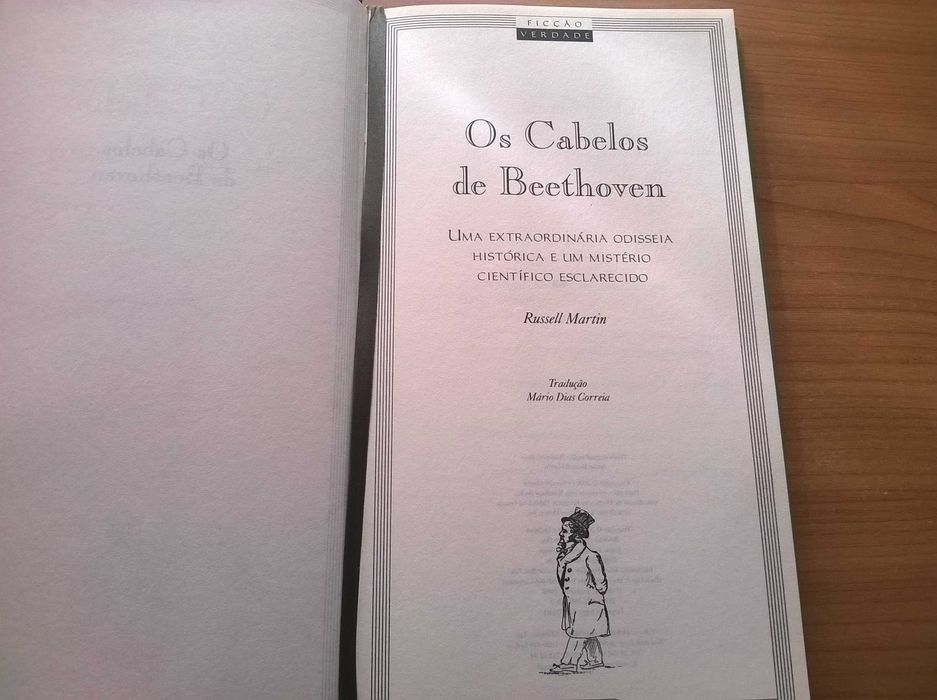 FICÇÃO
VERDADE
Os Cabelos
de Beethoven
UMA EXTRAORDINÁRIA ODISSEIA
HISTÓRICA E UM MISTÉRIO
CIENTÍFICO ESCLARECIDO
Russell Martin
Tradução
Mário Dias Correia